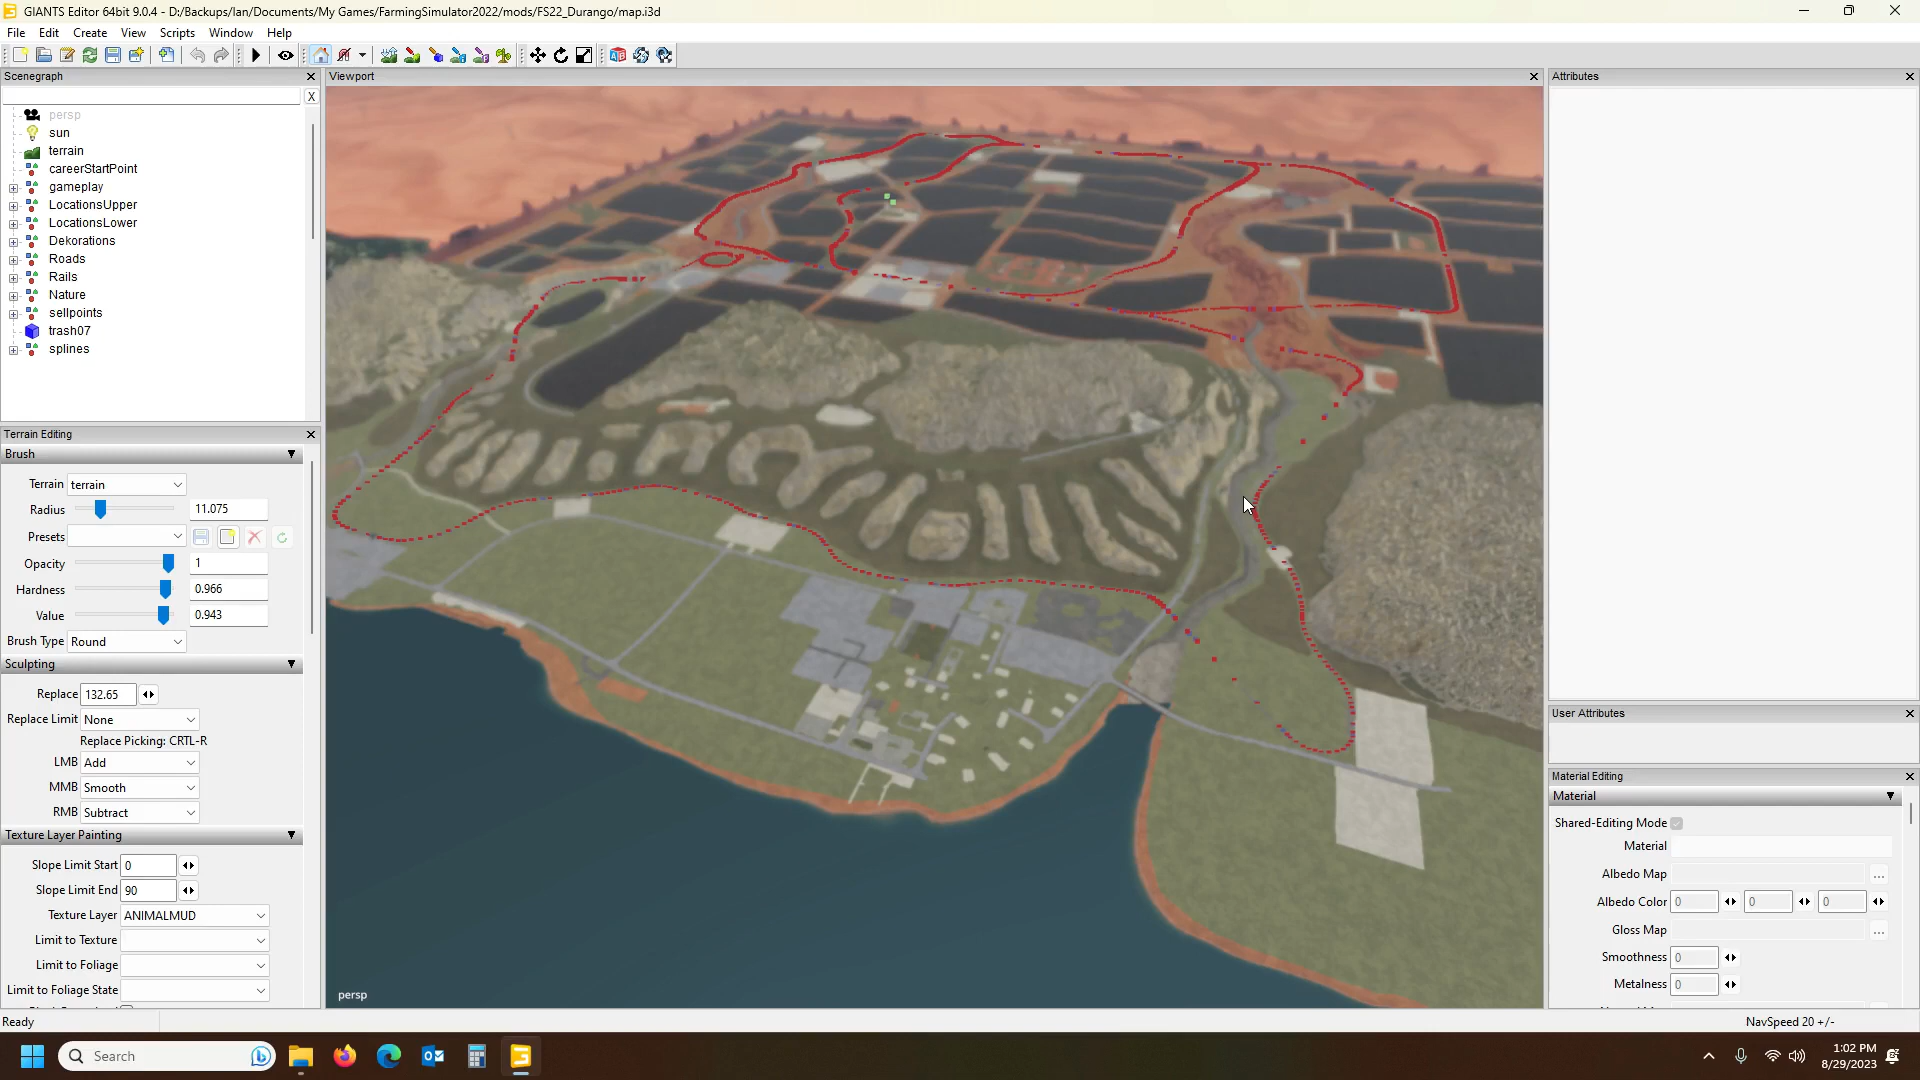 GIANTS Editor 64bit 9.0.4 - D:/Backups/Ian/Documents/My Games/FarmingSimulator2022/mods/FS22_Durango/map.i3d
File Edit Create View Scripts Window Help
Scenegraph
X
persp
sun
terrain
careerStartPoint
gameplay
LocationsUpper
LocationsLower
Dekorations
Roads
Rails
Nature
sellpoints
trash07
splines
Terrain Editing
Brush
Terrain terrain
Radius 11.075
Presets
Opacity 1
Hardness 0.966
Value 0.943
Brush Type Round
Sculpting
Replace 132.65
Replace Limit None
Replace Picking: CRTL-R
LMB Add
MMB Smooth
RMB Subtract
Texture Layer Painting
Slope Limit Start 0
Slope Limit End 90
Texture Layer ANIMALMUD
Limit to Texture
Limit to Foliage
Limit to Foliage State
Viewport
persp
Attributes
User Attributes
Material Editing
Material
Shared-Editing Mode
Material
Albedo Map ...
Albedo Color 0 0 0
Gloss Map ...
Smoothness 0
Metalness 0
Ready
NavSpeed 20 +/-
Search
1:02 PM
8/29/2023